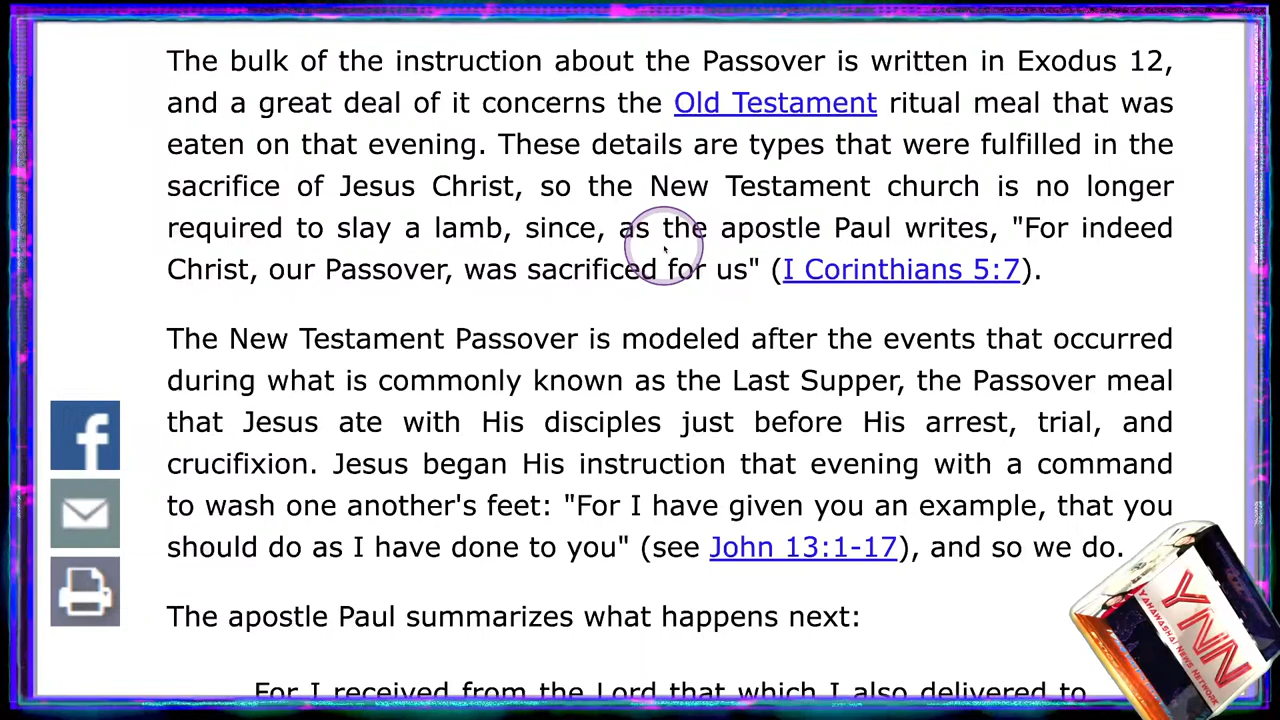 The bulk of the instruction about the Passover is written in Exodus 12,
and a great deal of it concerns the Old Testament ritual meal that was
eaten on that evening. These details are types that were fulfilled in the
sacrifice of Jesus Christ, so the New Testament church is no longer
required to slay a lamb, since, as the apostle Paul writes, "For indeed
Christ, our Passover, was sacrificed for us" (I Corinthians 5:7).
The New Testament Passover is modeled after the events that occurred
during what is commonly known as the Last Supper, the Passover meal
that Jesus ate with His disciples just before His arrest, trial, and
crucifixion. Jesus began His instruction that evening with a command
to wash one another's feet: "For I have given you an example, that you
should do as I have done to you" (see John 13:1-17), and so we do.
The apostle Paul summarizes what happens next:
For I received from the Lord that which I also delivered to
YNN
YAHAWASHAI NEWS NETWORK